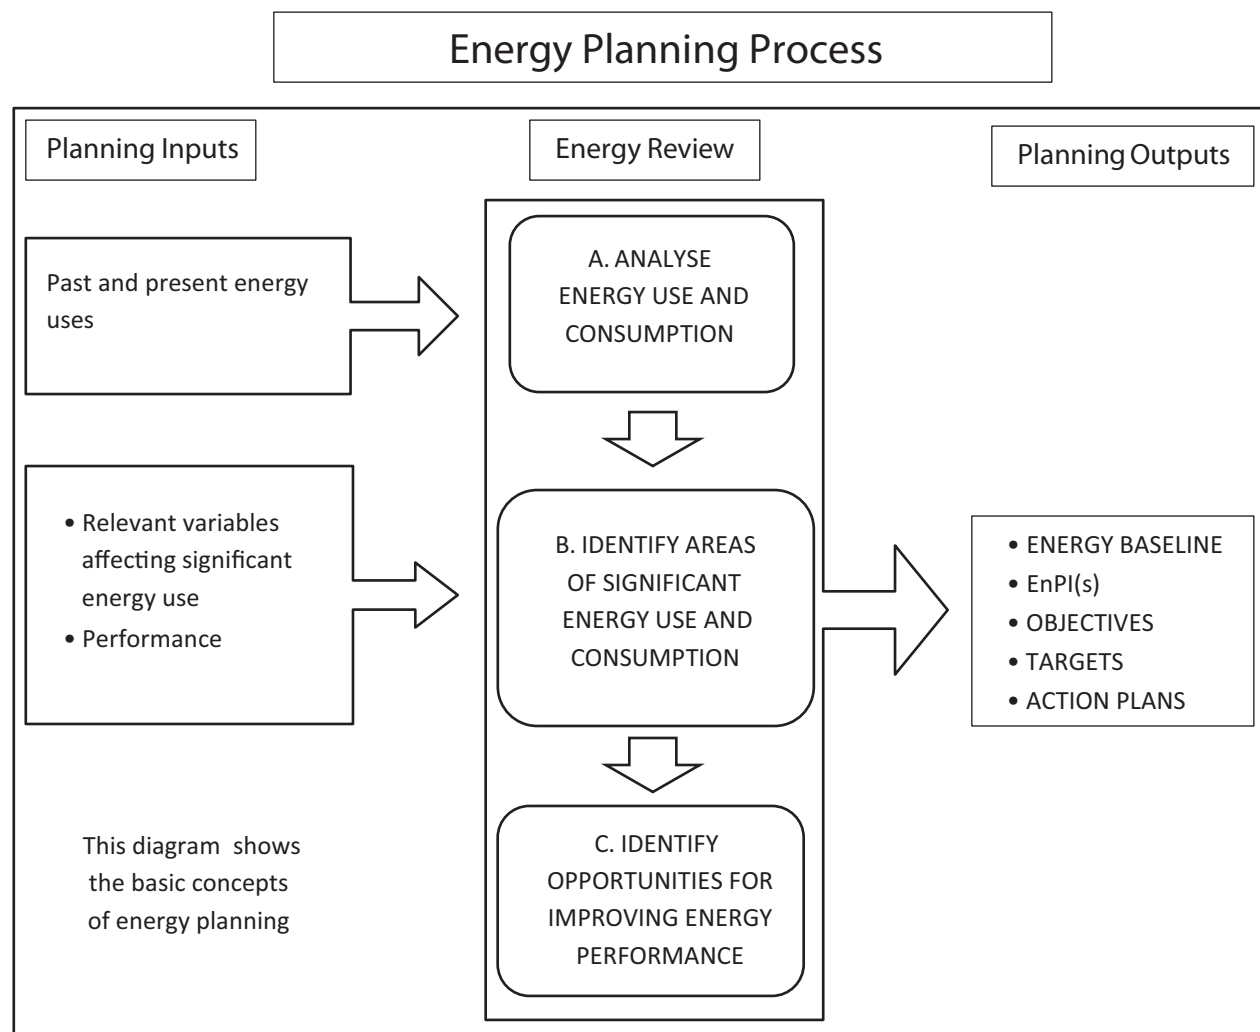 Energy Planning Process
Planning Inputs
Energy Review
Planning Outputs
Past and present energy
uses
• Relevant variables
affecting significant
energy use
• Performance
This diagram shows
the basic concepts
of energy planning
A. ANALYSE
ENERGY USE AND
CONSUMPTION
B. IDENTIFY AREAS
OF SIGNIFICANT
ENERGY USE AND
CONSUMPTION
C. IDENTIFY
OPPORTUNITIES FOR
IMPROVING ENERGY
PERFORMANCE
• ENERGY BASELINE
• EnPI(s)
• OBJECTIVES
• TARGETS
• ACTION PLANS